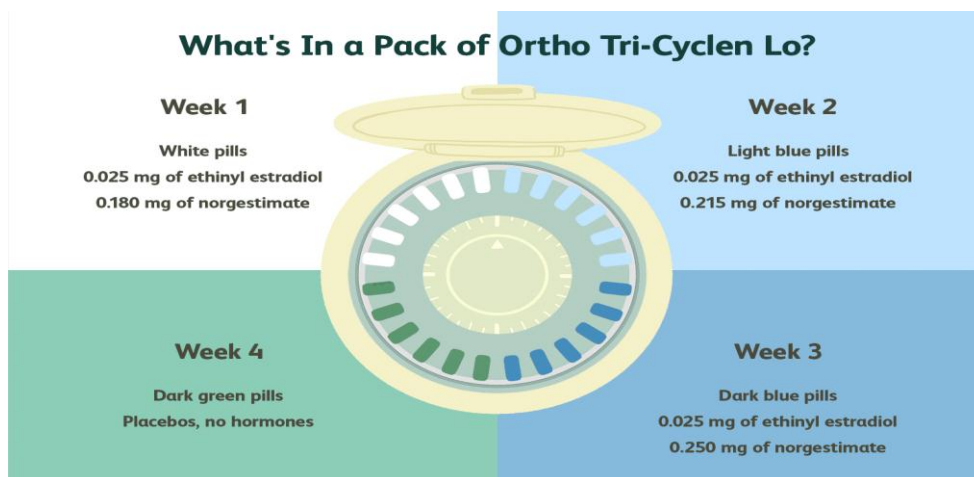 What's In a Pack of Ortho Tri-Cyclen Lo?
Week 1
White pills
0.025 mg of ethinyl estradiol
0.180 mg of norgestimate
Week 2
Light blue pills
0.025 mg of ethinyl estradiol
0.215 mg of norgestimate
Week 4
Dark green pills
Placebos, no hormones
Week 3
Dark blue pills
0.025 mg of ethinyl estradiol
0.250 mg of norgestimate